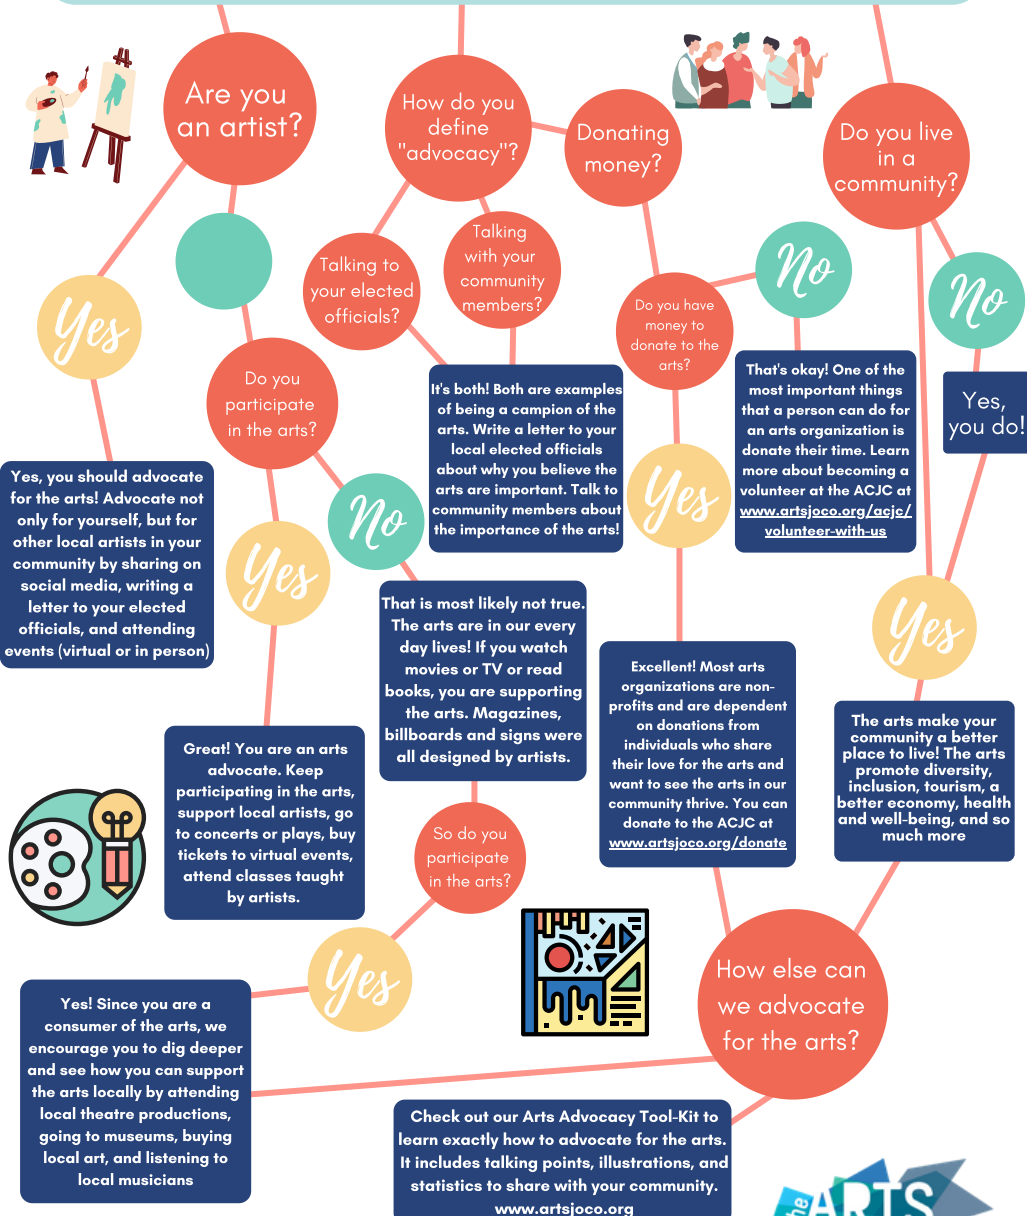 Are you
an artist?
How do you
define
"advocacy"?
Donating
money?
Do you live
in a
community?
Talking to
your elected
officials?
Talking
with your
community
members?
Do you have
money to
donate to the
arts?
No
No
Yes
Do you
participate
in the arts?
It's both! Both are examples
of being a campion of the
arts. Write a letter to your
local elected officials
about why you believe the
arts are important. Talk to
community members about
the importance of the arts!
That's okay! One of the
most important things
that a person can do for
an arts organization is
donate their time. Learn
more about becoming a
volunteer at the ACJC at
www.artsjoco.org/acjc/
volunteer-with-us
Yes,
you do!
Yes, you should advocate
for the arts! Advocate not
only for yourself, but for
other local artists in your
community by sharing on
social media, writing a
letter to your elected
officials, and attending
events (virtual or in person)
Yes
No
Yes
Yes
That is most likely not true.
The arts are in our every
day lives! If you watch
movies or TV or read
books, you are supporting
the arts. Magazines,
billboards and signs were
all designed by artists.
Excellent! Most arts
organizations are non-
profits and are dependent
on donations from
individuals who share
their love for the arts and
want to see the arts in our
community thrive. You can
donate to the ACJC at
www.artsjoco.org/donate
The arts make your
community a better
place to live! The arts
promote diversity,
inclusion, tourism, a
better economy, health
and well-being, and so
much more
Great! You are an arts
advocate. Keep
participating in the arts,
support local artists, go
to concerts or plays, buy
tickets to virtual events,
attend classes taught
by artists.
So do you
participate
in the arts?
Yes
How else can
we advocate
for the arts?
Yes! Since you are a
consumer of the arts, we
encourage you to dig deeper
and see how you can support
the arts locally by attending
local theatre productions,
going to museums, buying
local art, and listening to
local musicians
Check out our Arts Advocacy Tool-Kit to
learn exactly how to advocate for the arts.
It includes talking points, illustrations, and
statistics to share with your community.
www.artsjoco.org
the ARTS